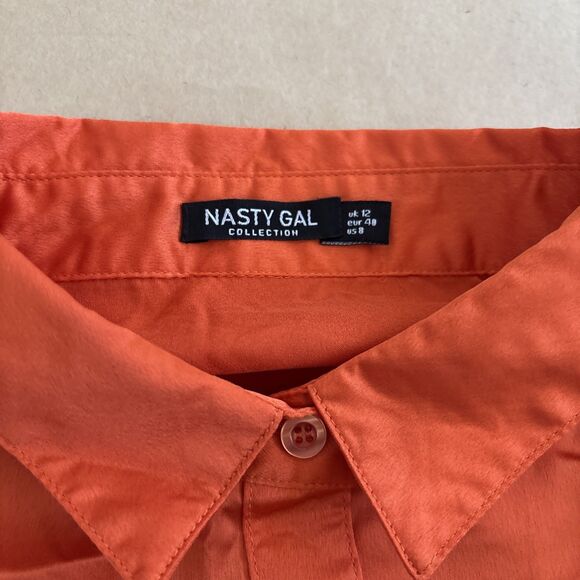 NASTY GAL
COLLECTION
uk 12
eur 40
us 8